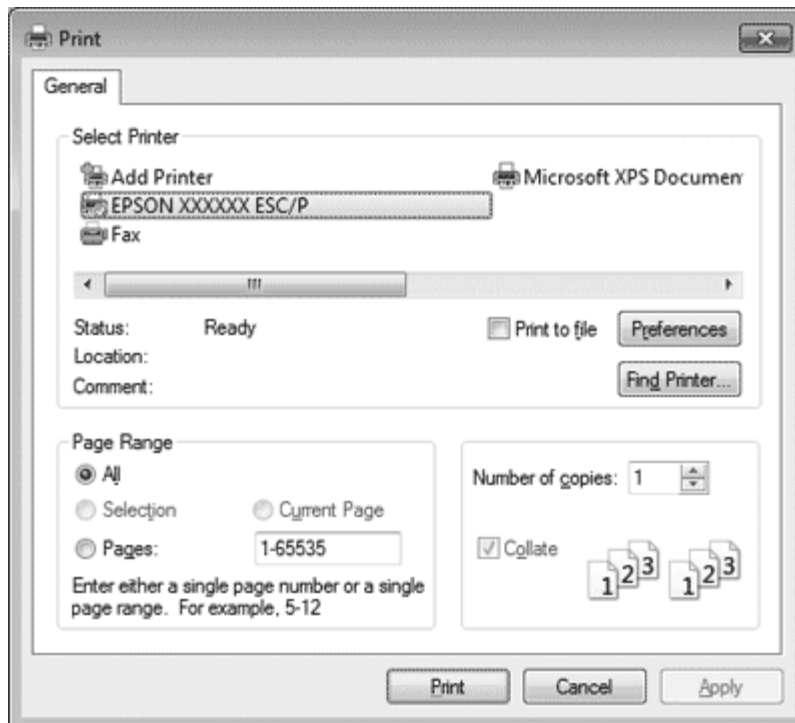 Print
General
Select Printer
Add Printer
Microsoft XPS Documen
EPSON XXXXXX ESC/P
Fax
Status: Ready
Print to file
Preferences
Location:
Comment:
Find Printer...
Page Range
All
Selection
Current Page
Pages: 1-65535
Enter either a single page number or a single
page range. For example, 5-12
Number of copies: 1
Collate
1 2 3 1 2 3
Print
Cancel
Apply